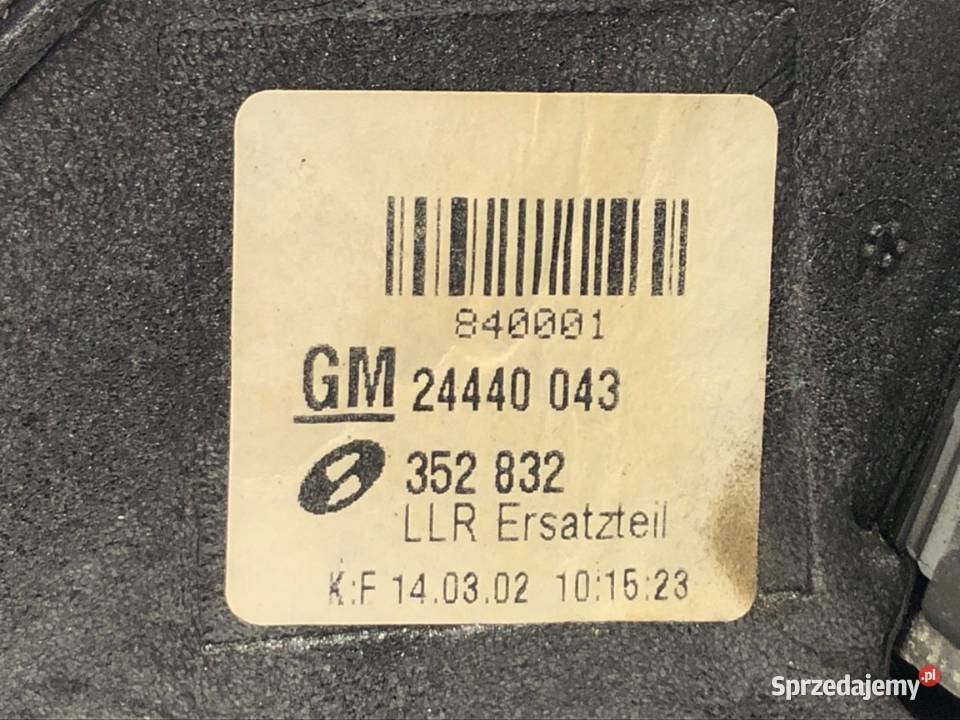 840001
GM 24440 043
352 832
LLR Ersatzteil
K:F 14.03.02 10:15:23
Sprzedajemy.pl